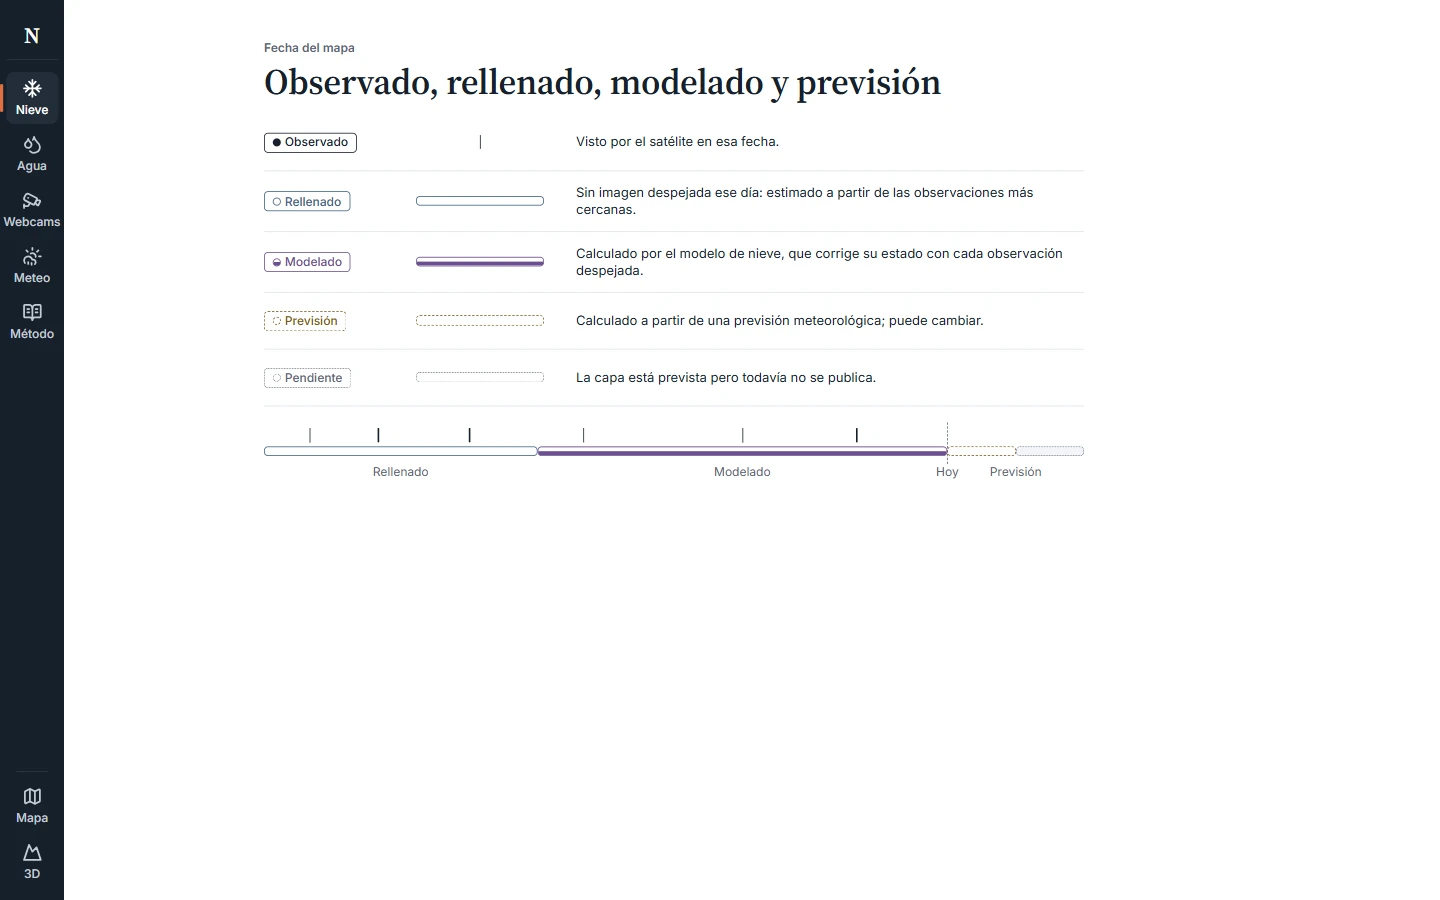 N
Nieve
Agua
Webcams
Meteo
Método
Mapa
3D
Fecha del mapa
Observado, rellenado, modelado y previsión
Observado
Visto por el satélite en esa fecha.
Rellenado
Sin imagen despejada ese día: estimado a partir de las observaciones más
cercanas.
Modelado
Calculado por el modelo de nieve, que corrige su estado con cada observación
despejada.
Previsión
Calculado a partir de una previsión meteorológica; puede cambiar.
Pendiente
La capa está prevista pero todavía no se publica.
Rellenado
Modelado
Hoy
Previsión